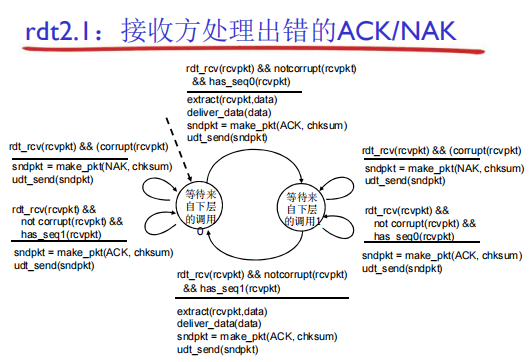 rdt2.1：接收方处理出错的ACK/NAK
rdt_rcv(rcvpkt) && notcorrupt(rcvpkt)
&& has_seq0(rcvpkt)
extract(rcvpkt,data)
deliver_data(data)
sndpkt = make_pkt(ACK, chksum)
udt_send(sndpkt)
rdt_rcv(rcvpkt) && (corrupt(rcvpkt)
sndpkt = make_pkt(NAK, chksum)
udt_send(sndpkt)
rdt_rcv(rcvpkt) &&
not corrupt(rcvpkt) &&
has_seq1(rcvpkt)
sndpkt = make_pkt(ACK, chksum)
udt_send(sndpkt)
等待来
自下层
的调用
0
等待来
自下层
的调用1
rdt_rcv(rcvpkt) && (corrupt(rcvpkt)
sndpkt = make_pkt(NAK, chksum)
udt_send(sndpkt)
rdt_rcv(rcvpkt) &&
not corrupt(rcvpkt) &&
has_seq0(rcvpkt)
sndpkt = make_pkt(ACK, chksum)
udt_send(sndpkt)
rdt_rcv(rcvpkt) && notcorrupt(rcvpkt)
&& has_seq1(rcvpkt)
extract(rcvpkt,data)
deliver_data(data)
sndpkt = make_pkt(ACK, chksum)
udt_send(sndpkt)